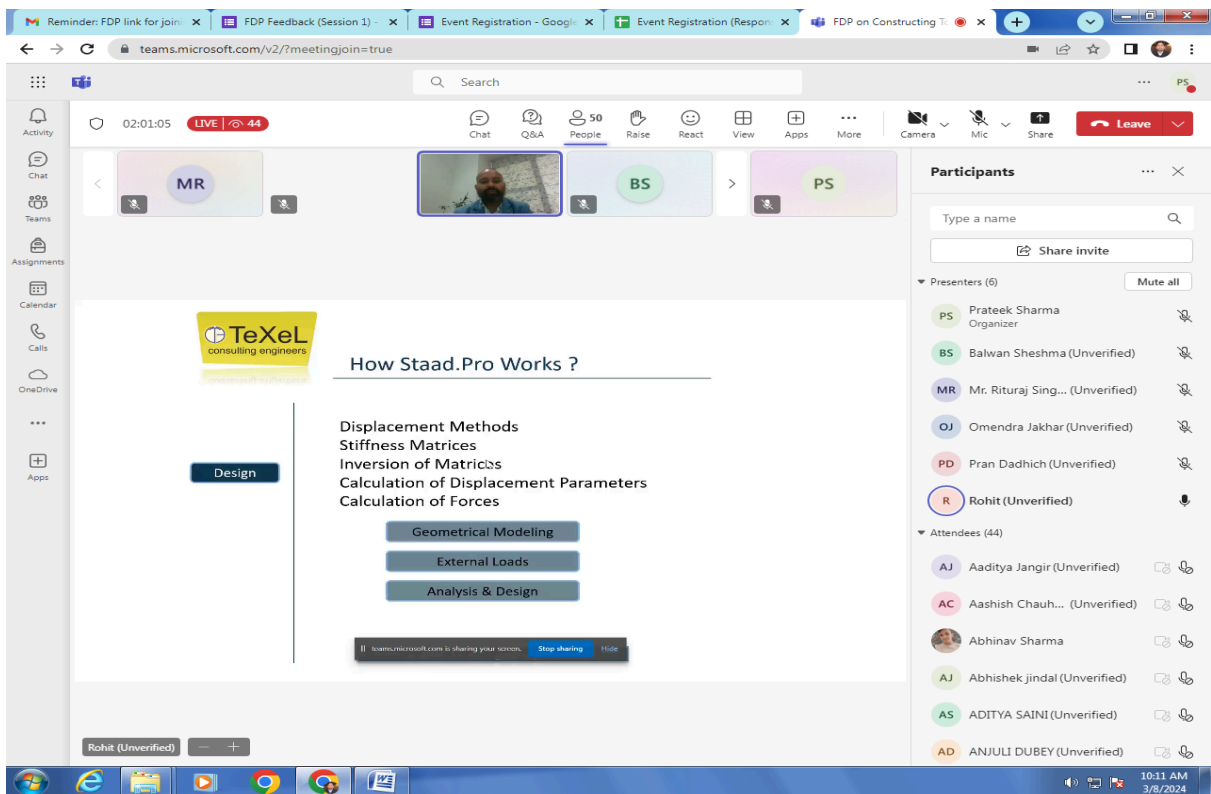 Reminder: FDP link for joini
FDP Feedback (Session 1) -
Event Registration - Google
Event Registration (Respon
FDP on Constructing To
teams.microsoft.com/v2/?meetingjoin=true
Search
PS
02:01:05
LIVE 44
Chat
Q&A
50
People
Raise
React
View
Apps
More
Camera
Mic
Share
Leave
Activity
Chat
Teams
Assignments
Calendar
Calls
OneDrive
Apps
MR
BS
PS
TeXeL
consulting engineers
How Staad.Pro Works ?
Design
Displacement Methods
Stiffness Matrices
Inversion of Matrices
Calculation of Displacement Parameters
Calculation of Forces
Geometrical Modeling
External Loads
Analysis & Design
teams.microsoft.com is sharing your screen.
Stop sharing
Hide
Rohit (Unverified)
Participants
Type a name
Share invite
Presenters (6)
Mute all
PS
Prateek Sharma
Organizer
BS
Balwan Sheshma (Unverified)
MR
Mr. Rituraj Sing... (Unverified)
OJ
Omendra Jakhar (Unverified)
PD
Pran Dadhich (Unverified)
R
Rohit (Unverified)
Attendees (44)
AJ
Aaditya Jangir (Unverified)
AC
Aashish Chauh... (Unverified)
Abhinav Sharma
AJ
Abhishek jindal (Unverified)
AS
ADITYA SAINI (Unverified)
AD
ANJULI DUBEY (Unverified)
10:11 AM
3/8/2024